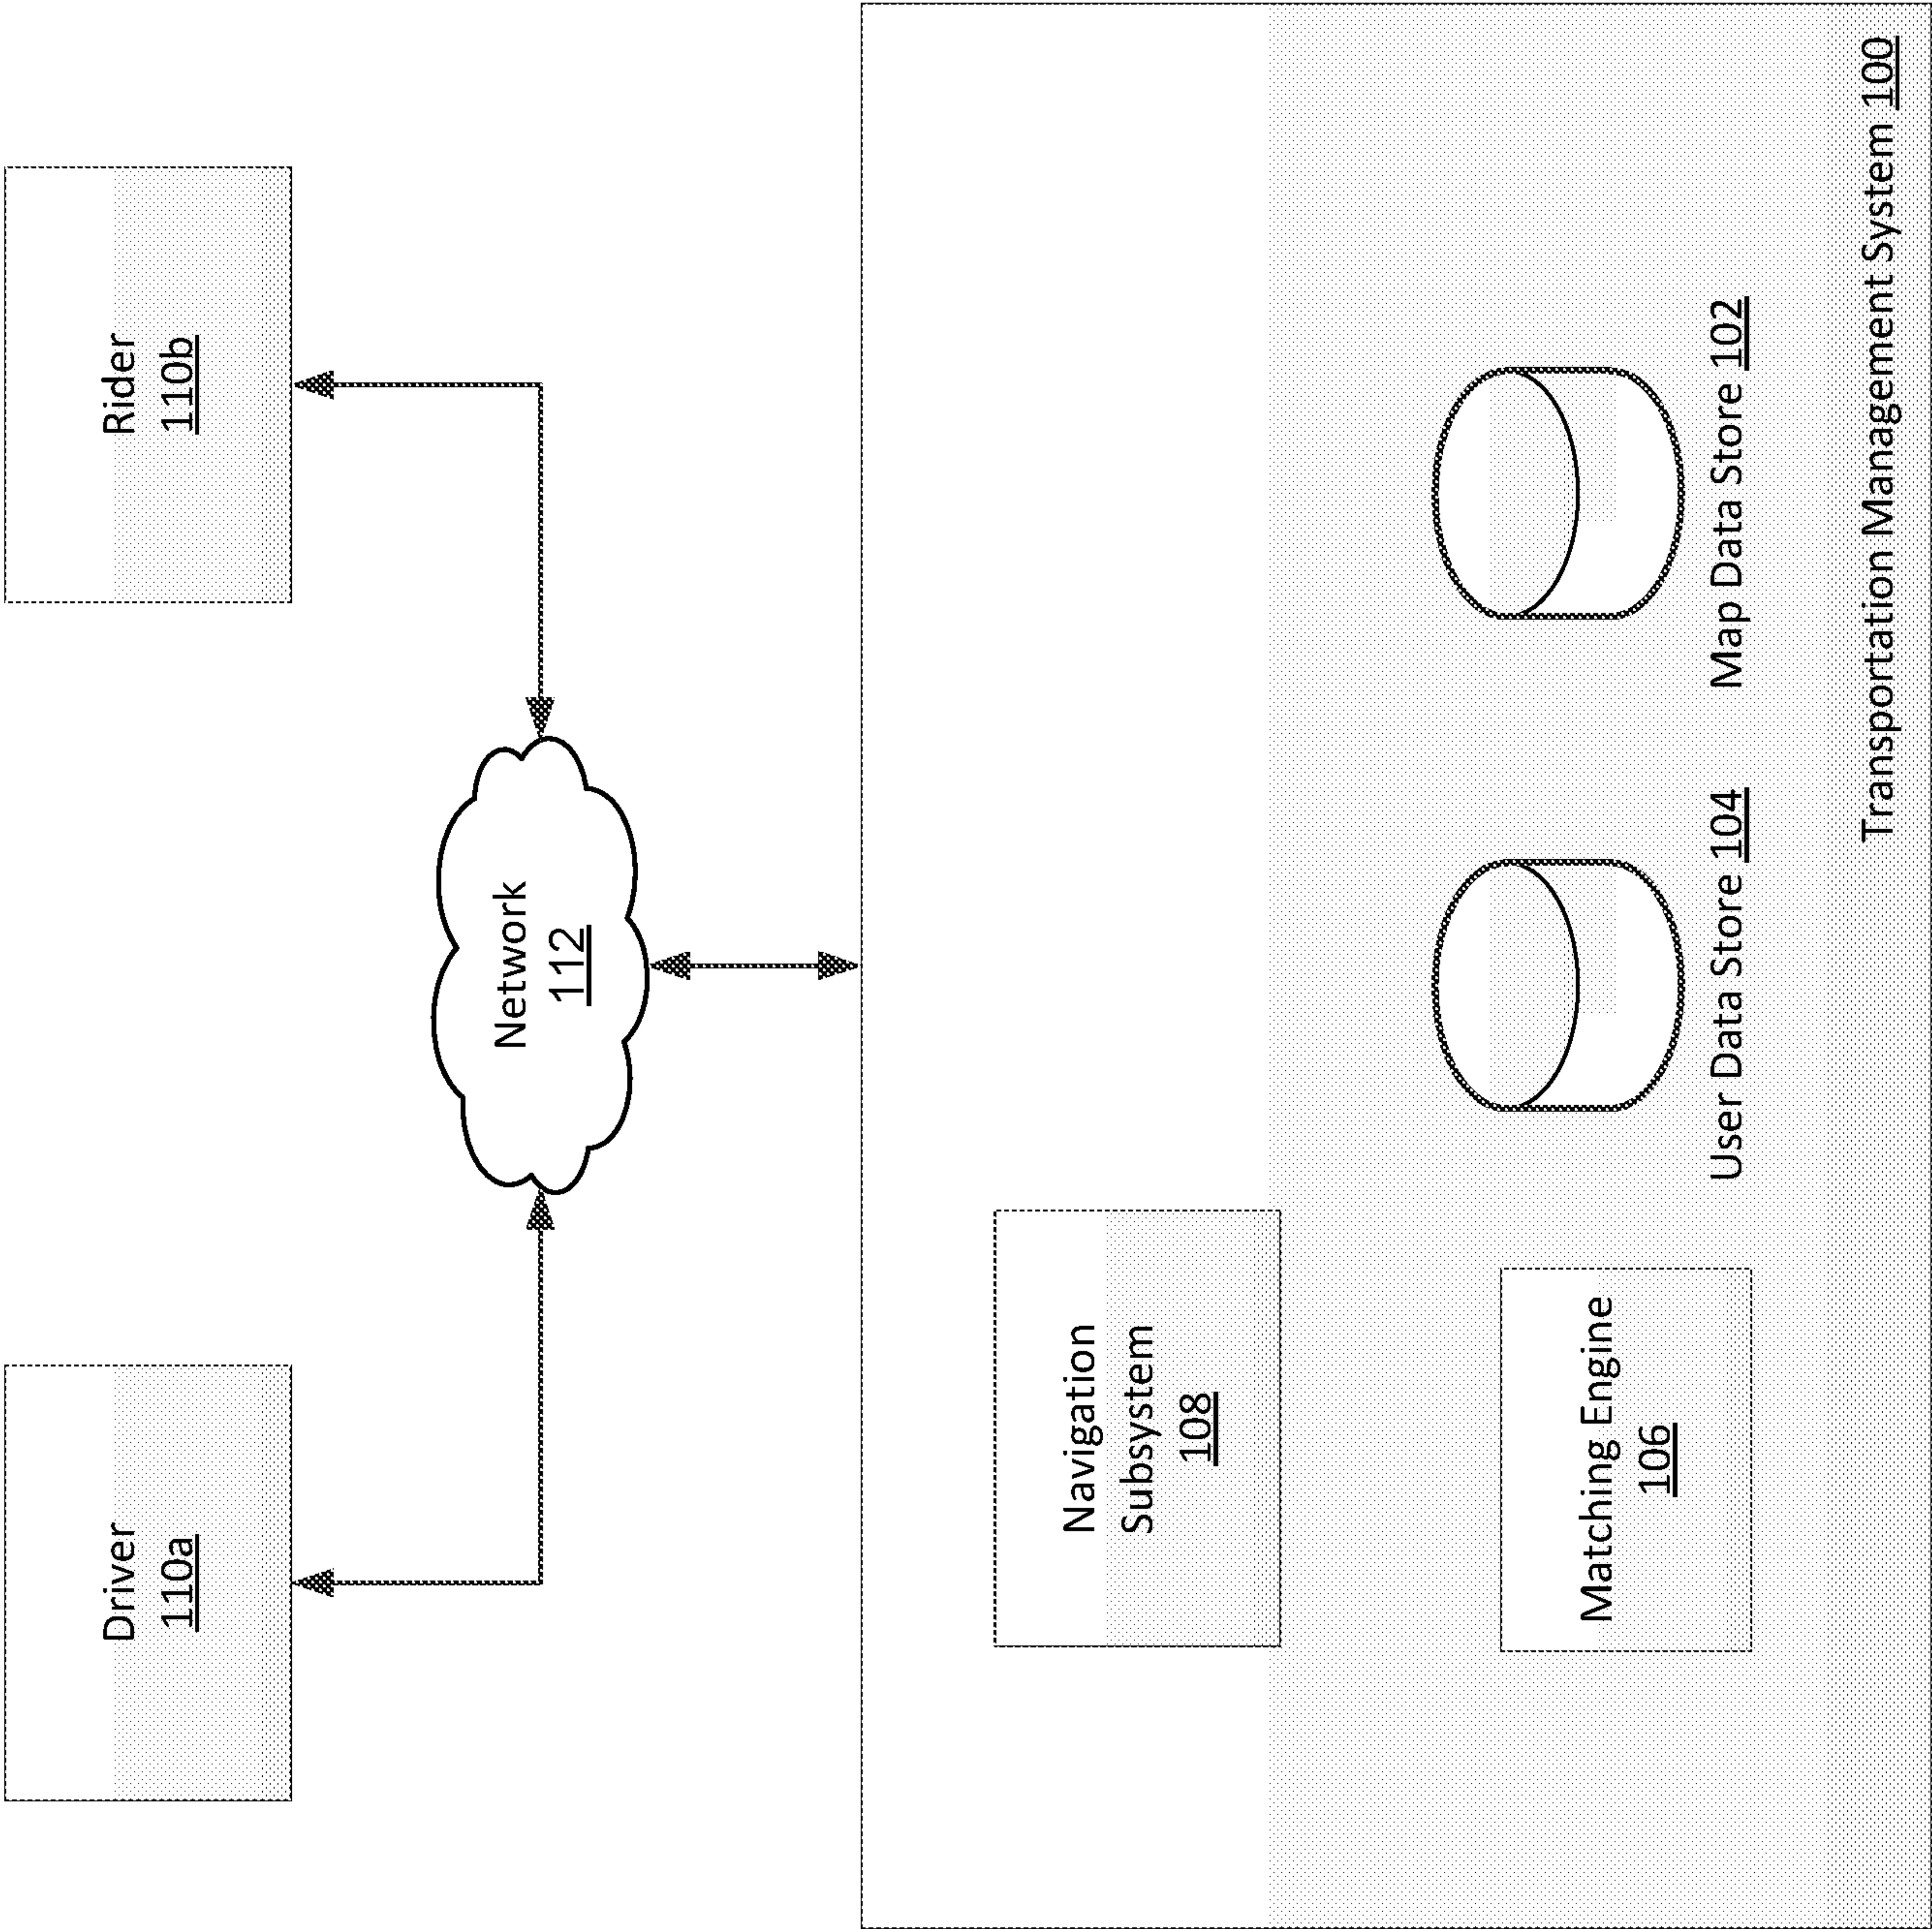 Driver
110a
Rider
110b
Network
112
Navigation
Subsystem
108
Matching Engine
106
User Data Store 104
Map Data Store 102
Transportation Management System 100